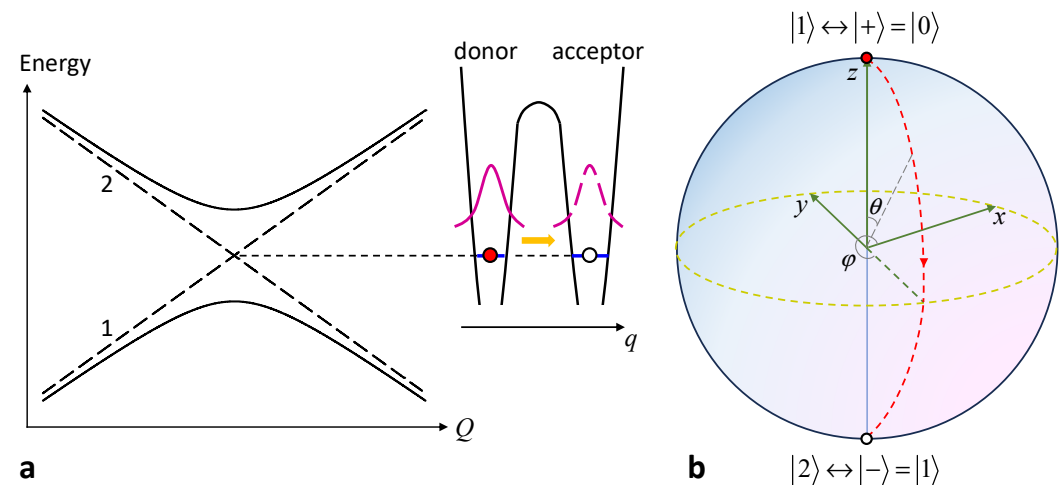 Energy
2
1
Q
a
donor
acceptor
q
|1⟩ ↔ |+⟩ = |0⟩
z
y
θ
x
φ
b
|2⟩ ↔ |−⟩ = |1⟩